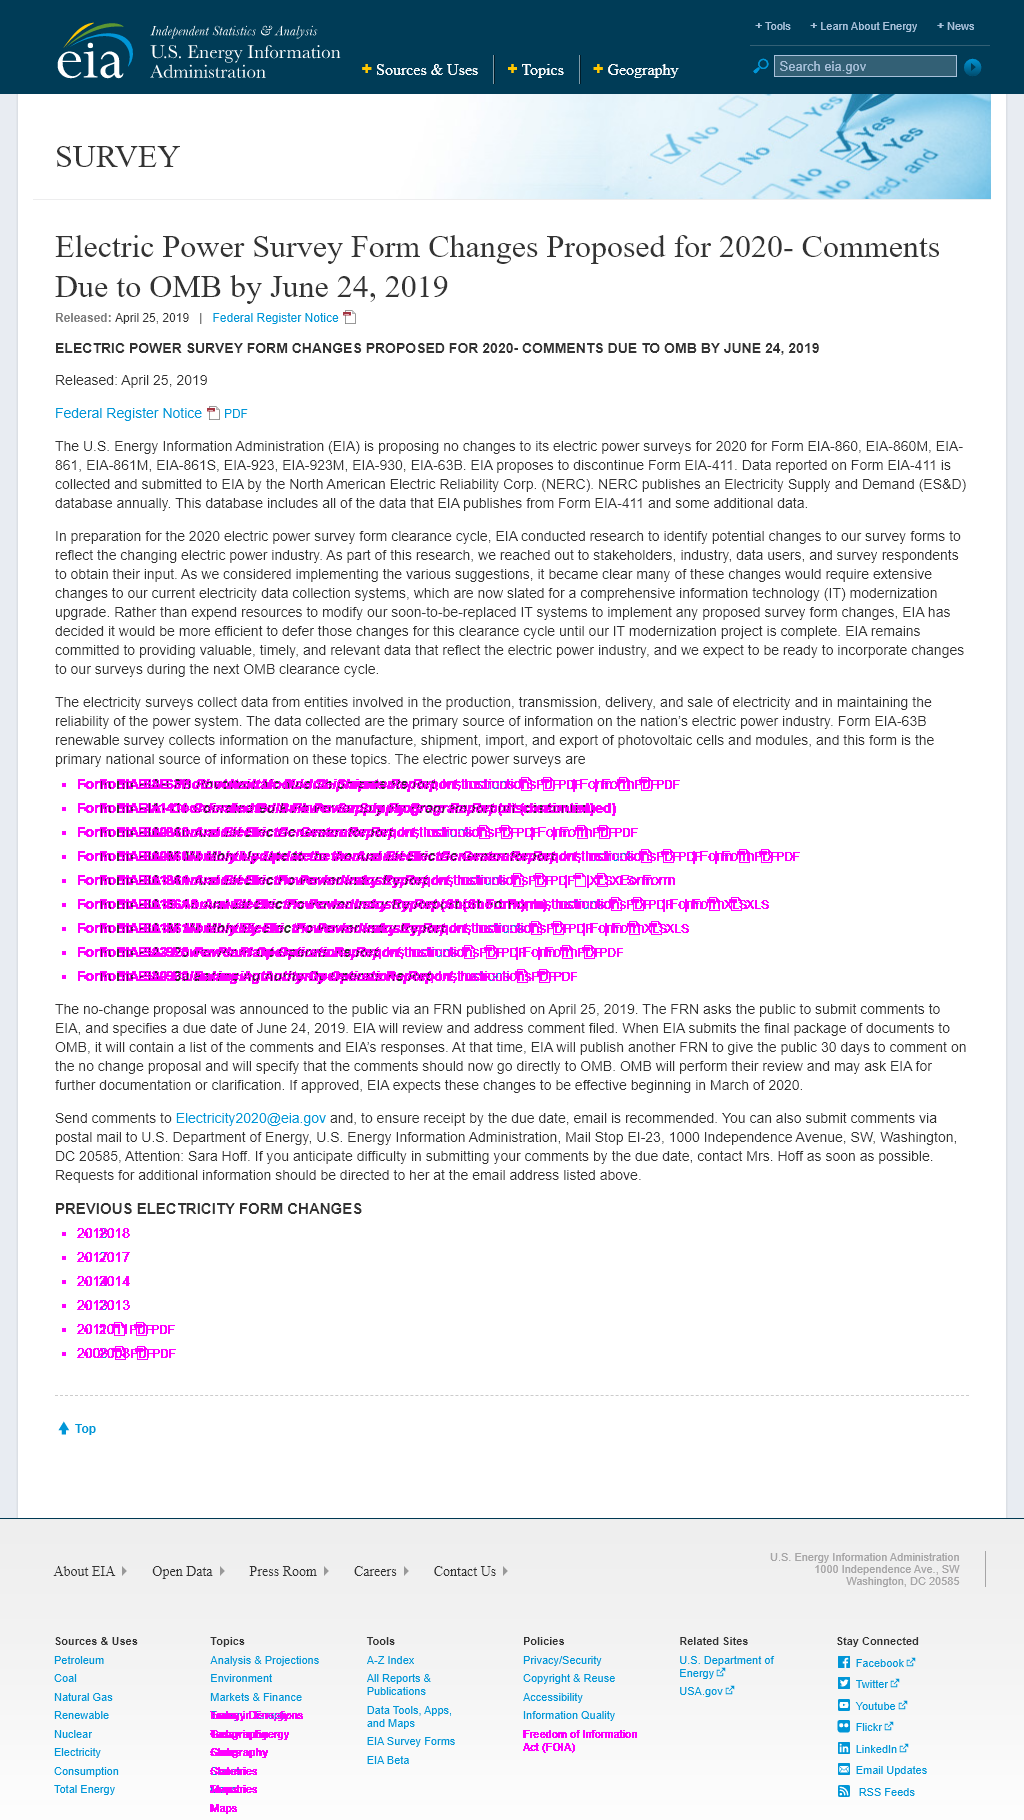 + Tools + Learn About Energy + News
Independent Statistics & Analysis
eia U.S. Energy Information
Administration
+ Sources & Uses + Topics + Geography
Search eia.gov
No Yes
No Yes
No
SURVEY
Electric Power Survey Form Changes Proposed for 2020- Comments
Due to OMB by June 24, 2019
Released: April 25, 2019 | Federal Register Notice
ELECTRIC POWER SURVEY FORM CHANGES PROPOSED FOR 2020- COMMENTS DUE TO OMB BY JUNE 24, 2019
Released: April 25, 2019
Federal Register Notice PDF
The U.S. Energy Information Administration (EIA) is proposing no changes to its electric power surveys for 2020 for Form EIA-860, EIA-860M, EIA-
861, EIA-861M, EIA-861S, EIA-923, EIA-923M, EIA-930, EIA-63B. EIA proposes to discontinue Form EIA-411. Data reported on Form EIA-411 is
collected and submitted to EIA by the North American Electric Reliability Corp. (NERC). NERC publishes an Electricity Supply and Demand (ES&D)
database annually. This database includes all of the data that EIA publishes from Form EIA-411 and some additional data.
In preparation for the 2020 electric power survey form clearance cycle, EIA conducted research to identify potential changes to our survey forms to
reflect the changing electric power industry. As part of this research, we reached out to stakeholders, industry, data users, and survey respondents
to obtain their input. As we considered implementing the various suggestions, it became clear many of these changes would require extensive
changes to our current electricity data collection systems, which are now slated for a comprehensive information technology (IT) modernization
upgrade. Rather than expend resources to modify our soon-to-be-replaced IT systems to implement any proposed survey form changes, EIA has
decided it would be more efficient to defer those changes for this clearance cycle until our IT modernization project is complete. EIA remains
committed to providing valuable, timely, and relevant data that reflect the electric power industry, and we expect to be ready to incorporate changes
to our surveys during the next OMB clearance cycle.
The electricity surveys collect data from entities involved in the production, transmission, delivery, and sale of electricity and in maintaining the
reliability of the power system. The data collected are the primary source of information on the nation's electric power industry. Form EIA-63B
renewable survey collects information on the manufacture, shipment, import, and export of photovoltaic cells and modules, and this form is the
primary national source of information on these topics. The electric power surveys are
The no-change proposal was announced to the public via an FRN published on April 25, 2019. The FRN asks the public to submit comments to
EIA, and specifies a due date of June 24, 2019. EIA will review and address comment filed. When EIA submits the final package of documents to
OMB, it will contain a list of the comments and EIA's responses. At that time, EIA will publish another FRN to give the public 30 days to comment on
the no change proposal and will specify that the comments should now go directly to OMB. OMB will perform their review and may ask EIA for
further documentation or clarification. If approved, EIA expects these changes to be effective beginning in March of 2020.
Send comments to Electricity2020@eia.gov and, to ensure receipt by the due date, email is recommended. You can also submit comments via
postal mail to U.S. Department of Energy, U.S. Energy Information Administration, Mail Stop EI-23, 1000 Independence Avenue, SW, Washington,
DC 20585, Attention: Sara Hoff. If you anticipate difficulty in submitting your comments by the due date, contact Mrs. Hoff as soon as possible.
Requests for additional information should be directed to her at the email address listed above.
PREVIOUS ELECTRICITY FORM CHANGES
2018
2017
2014
2013
2011 PDF
PDF
Top
About EIA Open Data Press Room Careers Contact Us
U.S. Energy Information Administration
1000 Independence Ave., SW
Washington, DC 20585
Sources & Uses
Petroleum
Coal
Natural Gas
Renewable
Nuclear
Electricity
Consumption
Total Energy
Topics
Analysis & Projections
Environment
Markets & Finance
Maps
Tools
A-Z Index
All Reports &
Publications
Data Tools, Apps,
and Maps
EIA Survey Forms
EIA Beta
Policies
Privacy/Security
Copyright & Reuse
Accessibility
Information Quality
Freedom of Information
Act (FOIA)
Related Sites
U.S. Department of
Energy
USA.gov
Stay Connected
Facebook
Twitter
Youtube
Flickr
LinkedIn
Email Updates
RSS Feeds